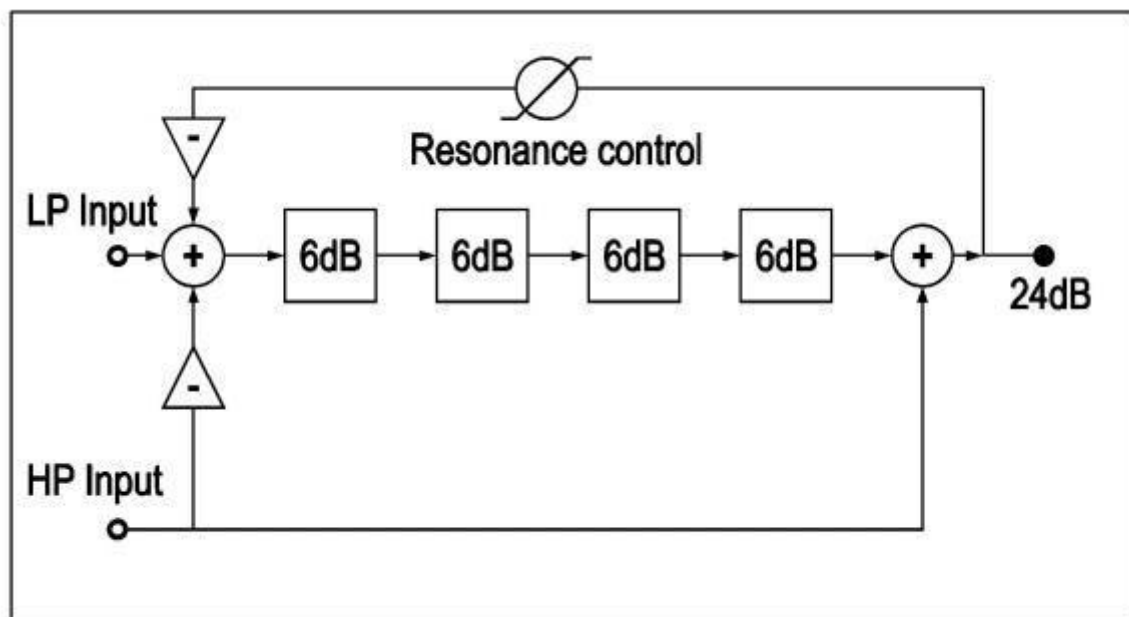 -
Resonance control
LP Input
+
6dB
6dB
6dB
6dB
+
24dB
-
HP Input